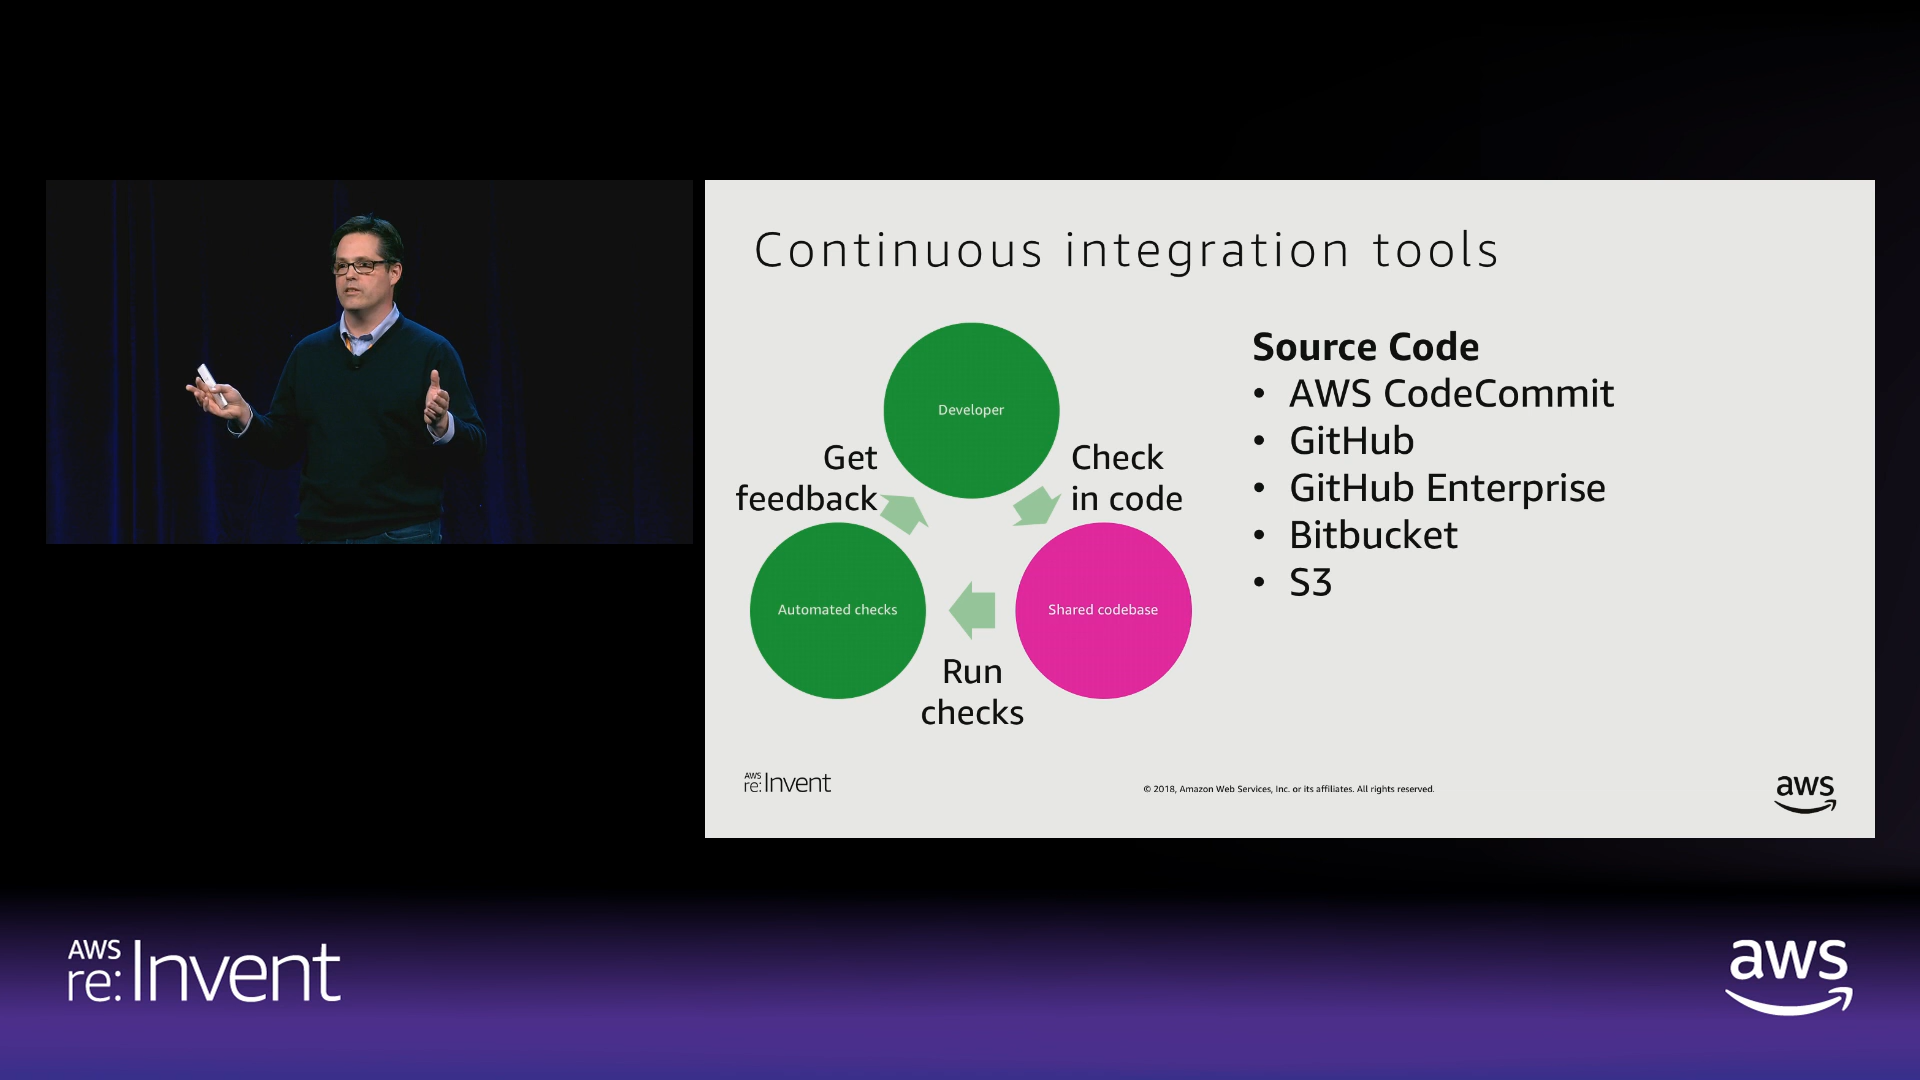 Continuous integration tools
Developer
Get
feedback
Check
in code
Automated checks
Shared codebase
Run
checks
Source Code
• AWS CodeCommit
• GitHub
• GitHub Enterprise
• Bitbucket
• S3
AWS
re:Invent
© 2018, Amazon Web Services, Inc. or its affiliates. All rights reserved.
aws
AWS
re:Invent
aws